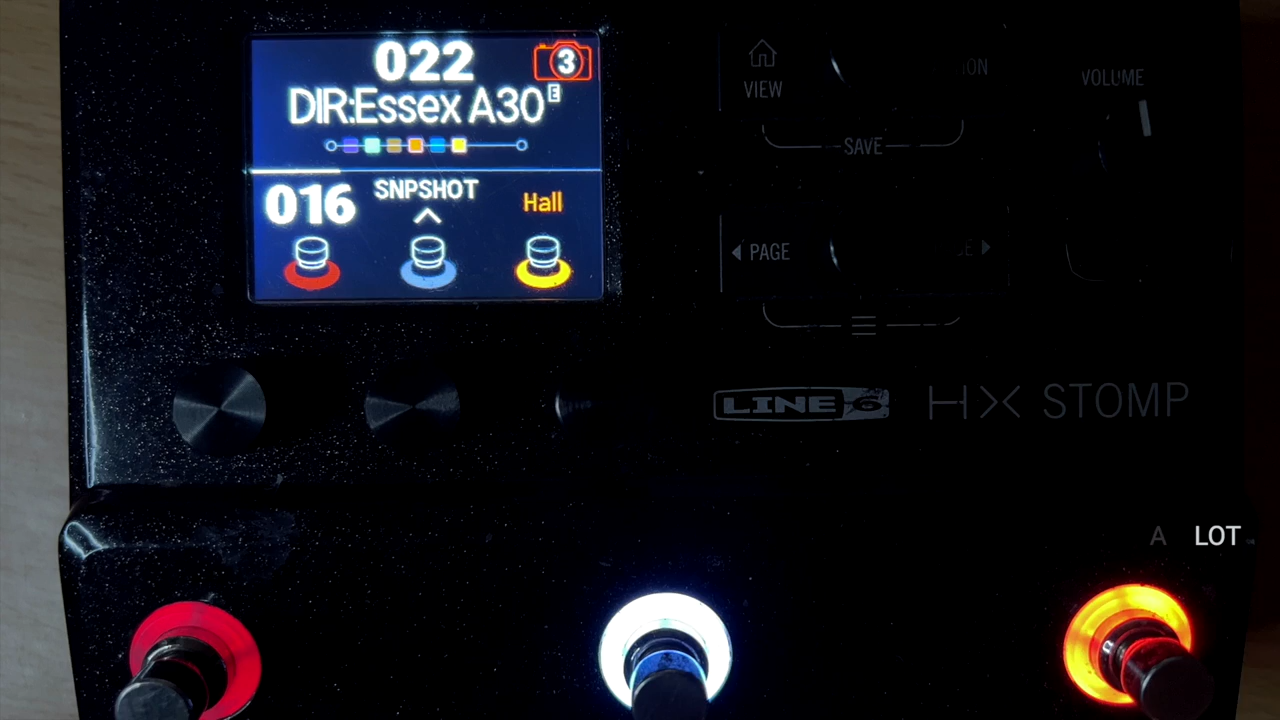 022
3
DIR:Essex A30 E
016
SNPSHOT
Hall
VIEW
SAVE
PAGE
VOLUME
LINE 6
HX STOMP
A LOT